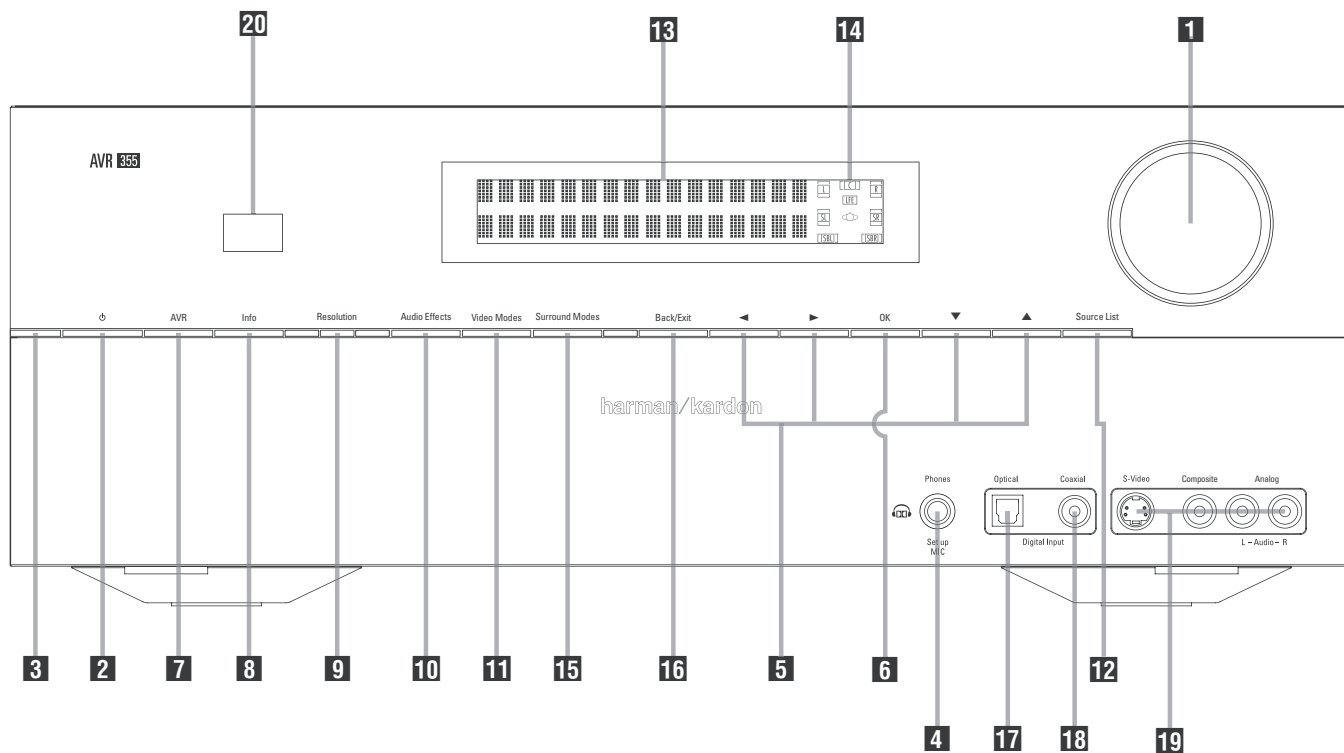 20 13 14 1
AVR 355
L C R
LFE
SL SR
(SBL) (SBR)
AVR Info Resolution Audio Effects Video Modes Surround Modes Back/Exit ◄ ► OK ▼ ▲ Source List
harman/kardon
Phones Optical Coaxial S-Video Composite Analog
Set up
MIC
Digital Input
L – Audio – R
3 2 7 8 9 10 11 15 16 5 6 12
4 17 18 19